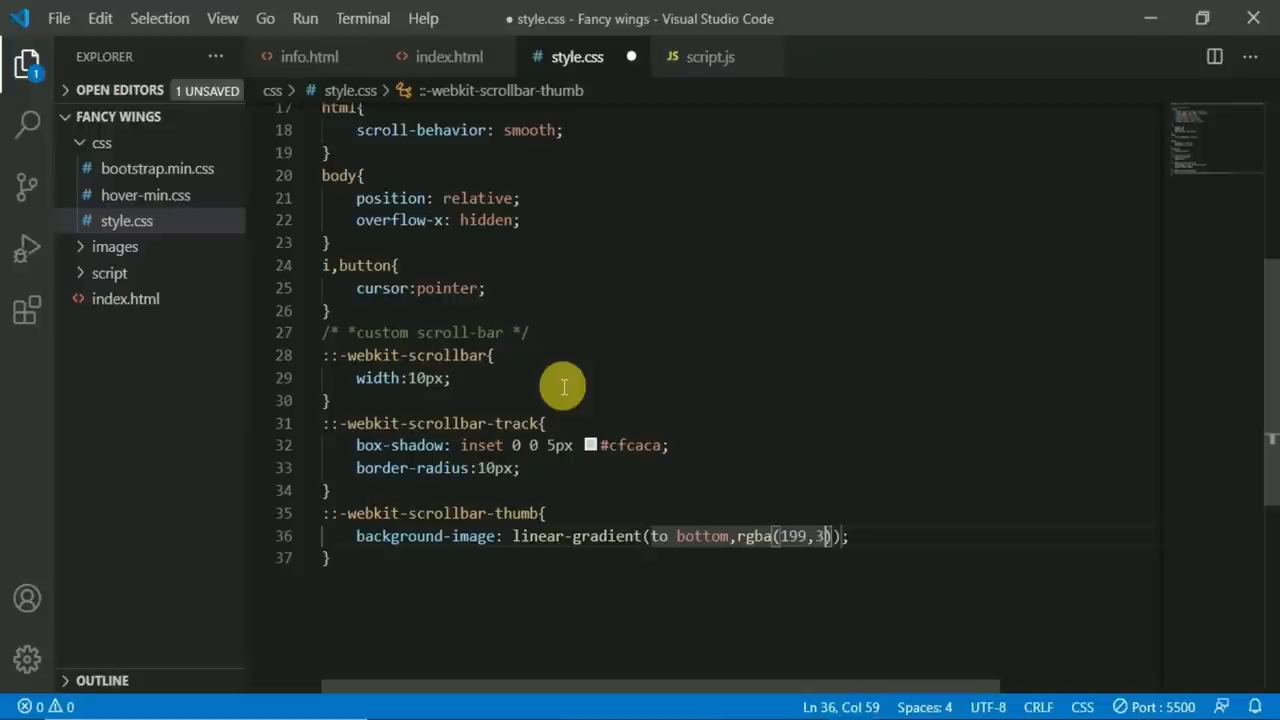 File Edit Selection View Go Run Terminal Help ● style.css - Fancy wings - Visual Studio Code
EXPLORER ··· <> info.html <> index.html # style.css ● JS script.js ···
OPEN EDITORS 1 UNSAVED css > # style.css > ::-webkit-scrollbar-thumb
1
FANCY WINGS
css
# bootstrap.min.css
# hover-min.css
# style.css
images
script
<> index.html
OUTLINE
17 html{
18 scroll-behavior: smooth;
19 }
20 body{
21 position: relative;
22 overflow-x: hidden;
23 }
24 i,button{
25 cursor:pointer;
26 }
27 /* *custom scroll-bar */
28 ::-webkit-scrollbar{
29 width:10px;
30 }
31 ::-webkit-scrollbar-track{
32 box-shadow: inset 0 0 5px #cfcaca;
33 border-radius:10px;
34 }
35 ::-webkit-scrollbar-thumb{
36 background-image: linear-gradient(to bottom,rgba(199,3));
37 }
0 0 Ln 36, Col 59 Spaces: 4 UTF-8 CRLF CSS Port : 5500